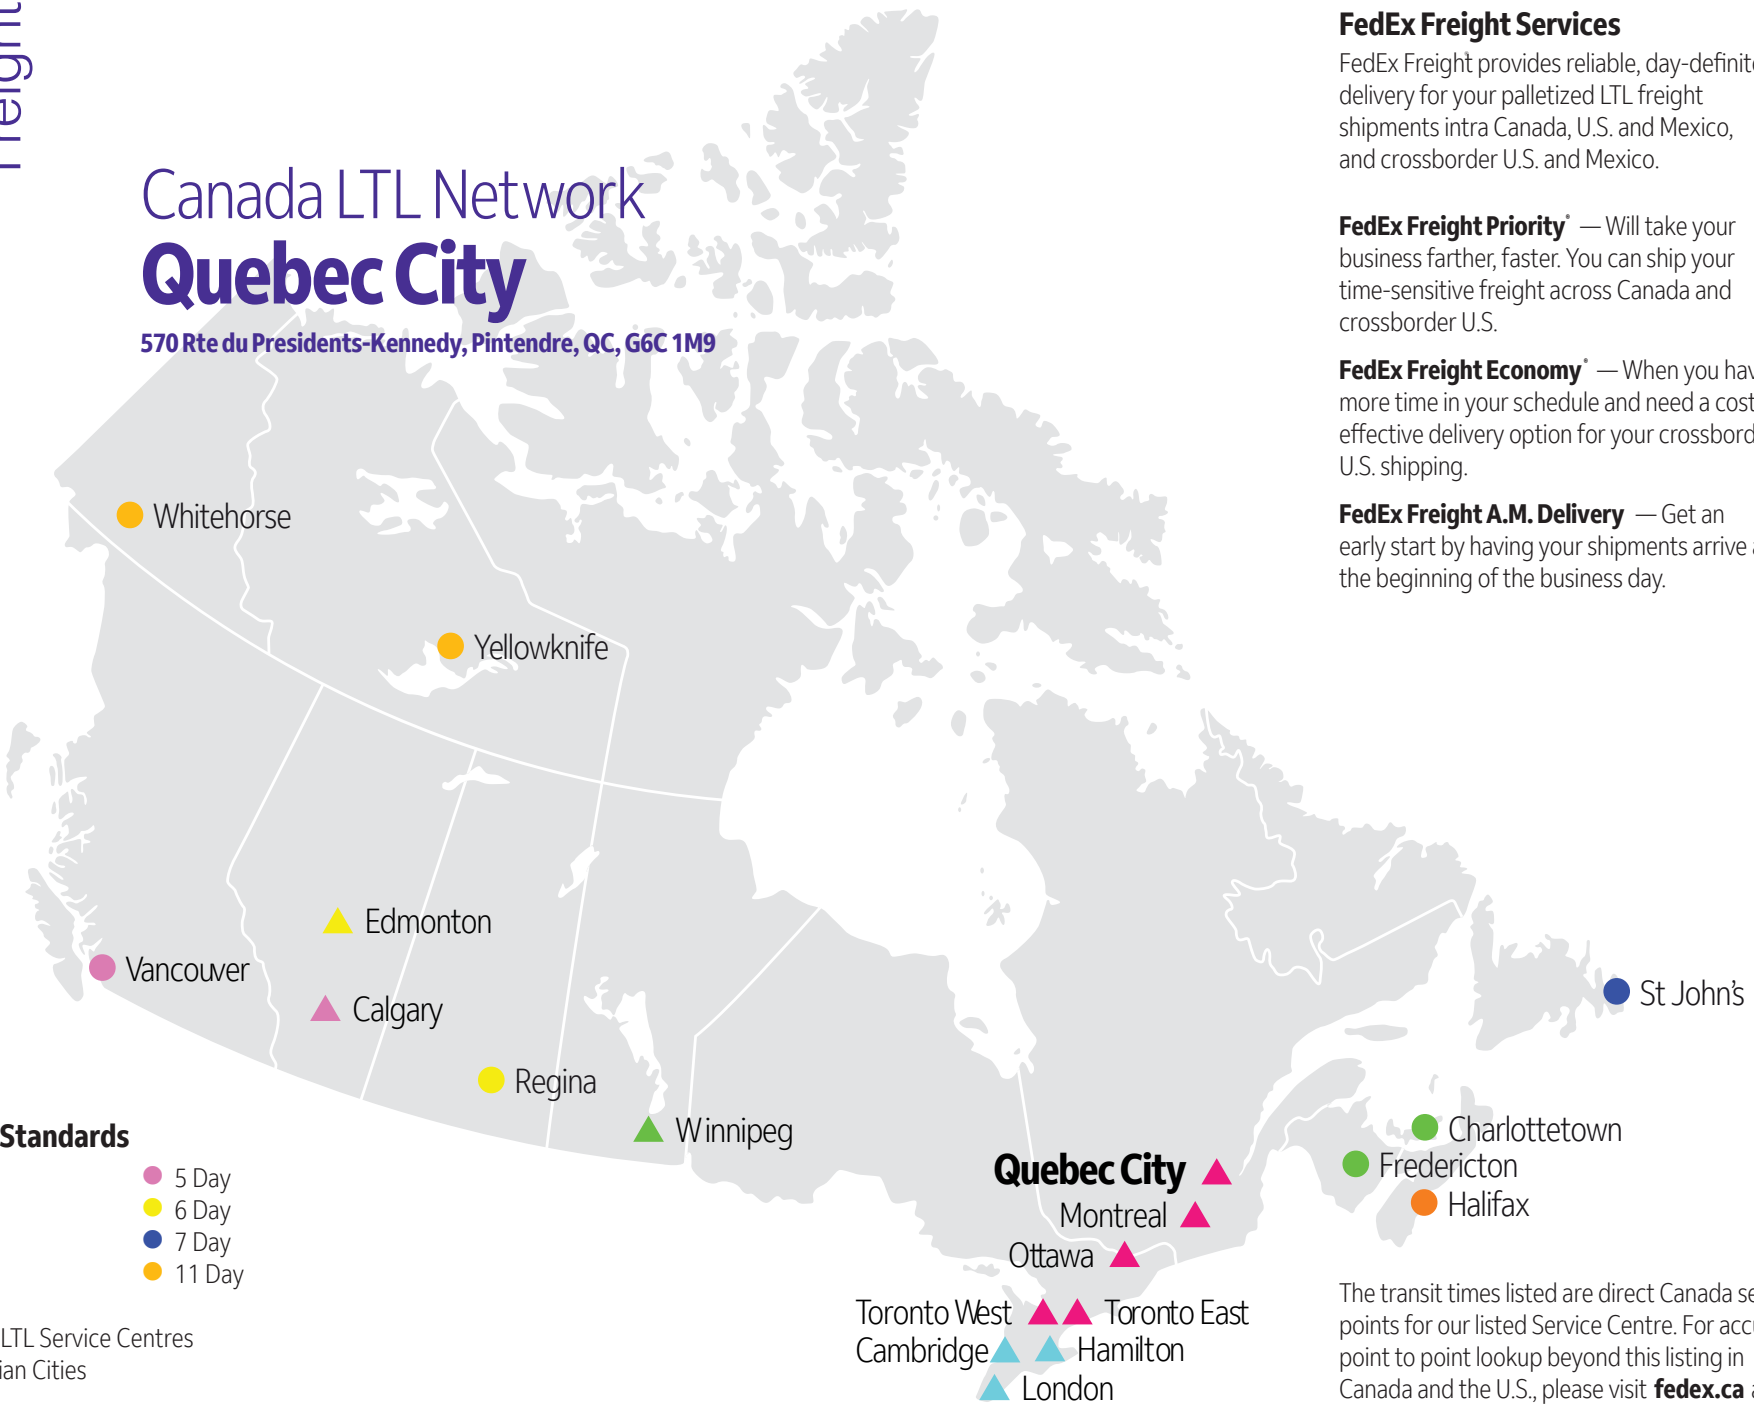 Freight
Canada LTL Network
Quebec City
570 Rte du Presidents-Kennedy, Pintendre, QC, G6C 1M9
FedEx Freight Services
FedEx Freight provides reliable, day-definite
delivery for your palletized LTL freight
shipments intra Canada, U.S. and Mexico,
and crossborder U.S. and Mexico.
FedEx Freight Priority® — Will take your
business farther, faster. You can ship your
time-sensitive freight across Canada and
crossborder U.S.
FedEx Freight Economy® — When you hav
more time in your schedule and need a cost
effective delivery option for your crossbord
U.S. shipping.
FedEx Freight A.M. Delivery — Get an
early start by having your shipments arrive a
the beginning of the business day.
Whitehorse
Yellowknife
Edmonton
Vancouver
Calgary
Regina
Winnipeg
St John's
Charlottetown
Fredericton
Halifax
Quebec City
Montreal
Ottawa
Toronto West
Toronto East
Cambridge
Hamilton
London
Standards
5 Day
6 Day
7 Day
11 Day
LTL Service Centres
ian Cities
The transit times listed are direct Canada se
points for our listed Service Centre. For accu
point to point lookup beyond this listing in
Canada and the U.S., please visit fedex.ca a